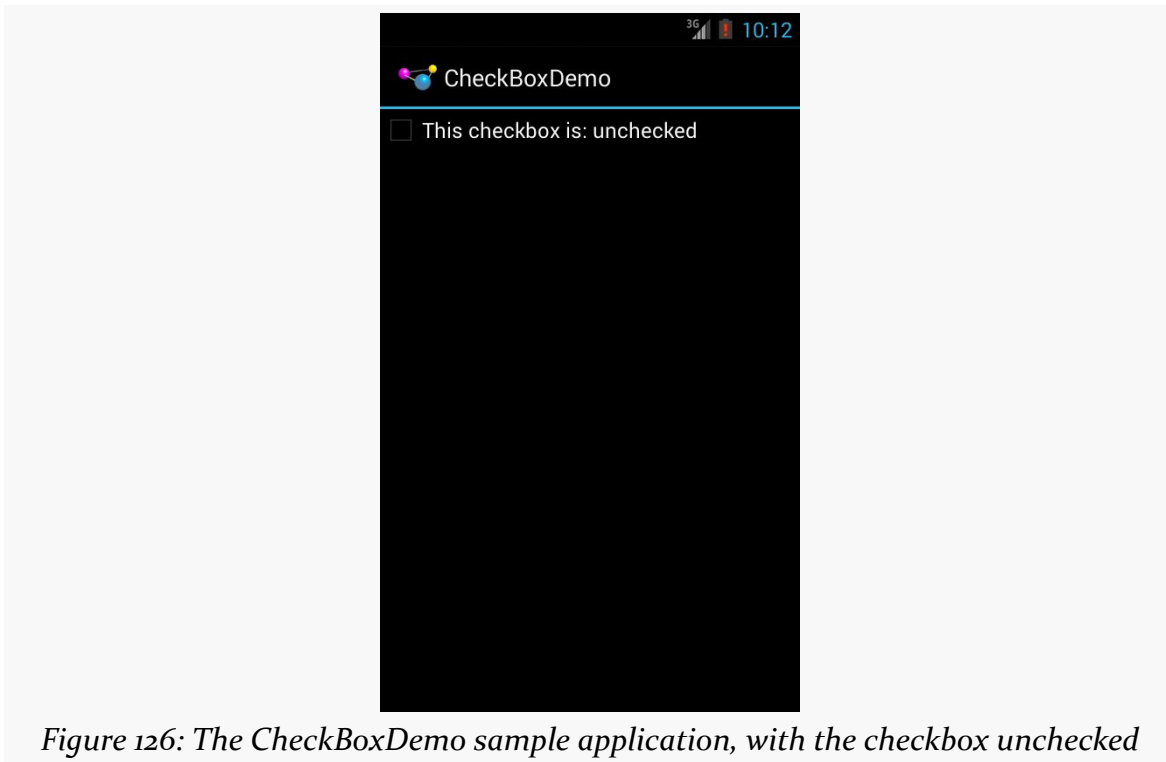 3G 10:12
CheckBoxDemo
This checkbox is: unchecked
Figure 126: The CheckBoxDemo sample application, with the checkbox unchecked